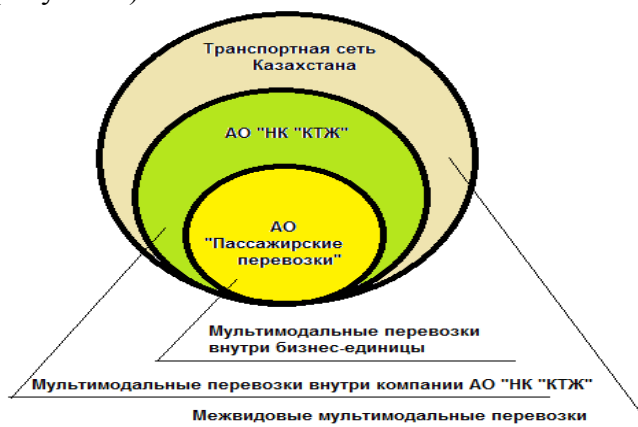 Транспортная сеть
Казахстана
АО "НК "КТЖ"
АО
"Пассажирские
перевозки"
Мультимодальные перевозки
внутри бизнес-единицы
Мультимодальные перевозки внутри компании АО "НК "КТЖ"
Межвидовые мультимодальные перевозки